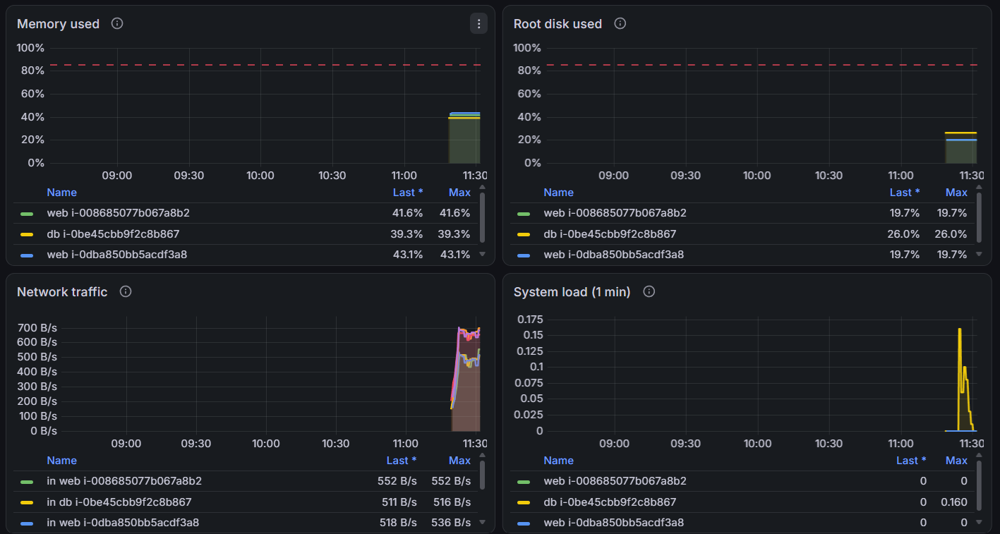 Memory used
100%
80%
60%
40%
20%
0%
09:00 09:30 10:00 10:30 11:00 11:30
Name Last * Max
web i-008685077b067a8b2 41.6% 41.6%
db i-0be45cbb9f2c8b867 39.3% 39.3%
web i-0dba850bb5acdf3a8 43.1% 43.1%
Root disk used
100%
80%
60%
40%
20%
0%
09:00 09:30 10:00 10:30 11:00 11:30
Name Last * Max
web i-008685077b067a8b2 19.7% 19.7%
db i-0be45cbb9f2c8b867 26.0% 26.0%
web i-0dba850bb5acdf3a8 19.7% 19.7%
Network traffic
700 B/s
600 B/s
500 B/s
400 B/s
300 B/s
200 B/s
100 B/s
0 B/s
09:00 09:30 10:00 10:30 11:00 11:30
Name Last * Max
in web i-008685077b067a8b2 552 B/s 552 B/s
in db i-0be45cbb9f2c8b867 511 B/s 516 B/s
in web i-0dba850bb5acdf3a8 518 B/s 536 B/s
System load (1 min)
0.175
0.15
0.125
0.1
0.075
0.05
0.025
0
09:00 09:30 10:00 10:30 11:00 11:30
Name Last * Max
web i-008685077b067a8b2 0 0
db i-0be45cbb9f2c8b867 0 0.160
web i-0dba850bb5acdf3a8 0 0